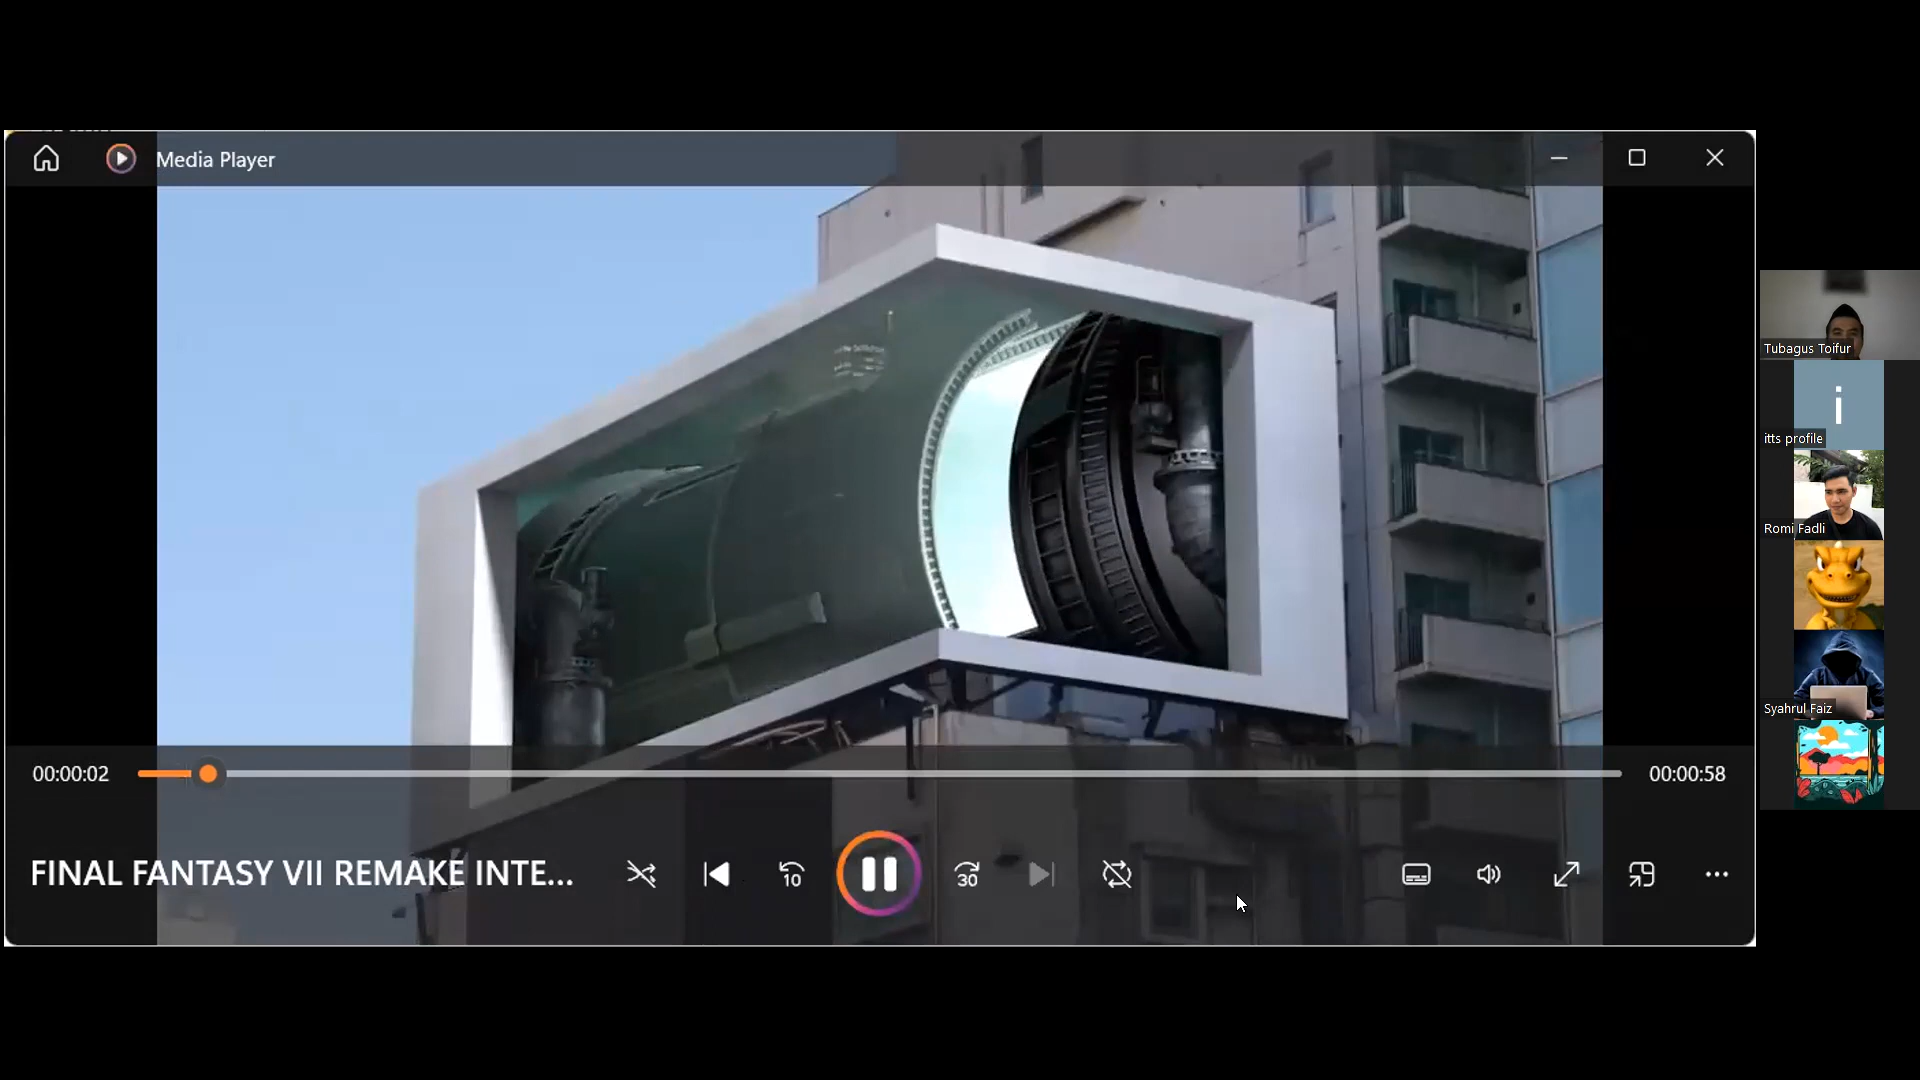 Media Player
Tubagus Toifur
i
itts profile
Romi Fadli
Syahrul Faiz
00:00:02
00:00:58
FINAL FANTASY VII REMAKE INTE...
10
30